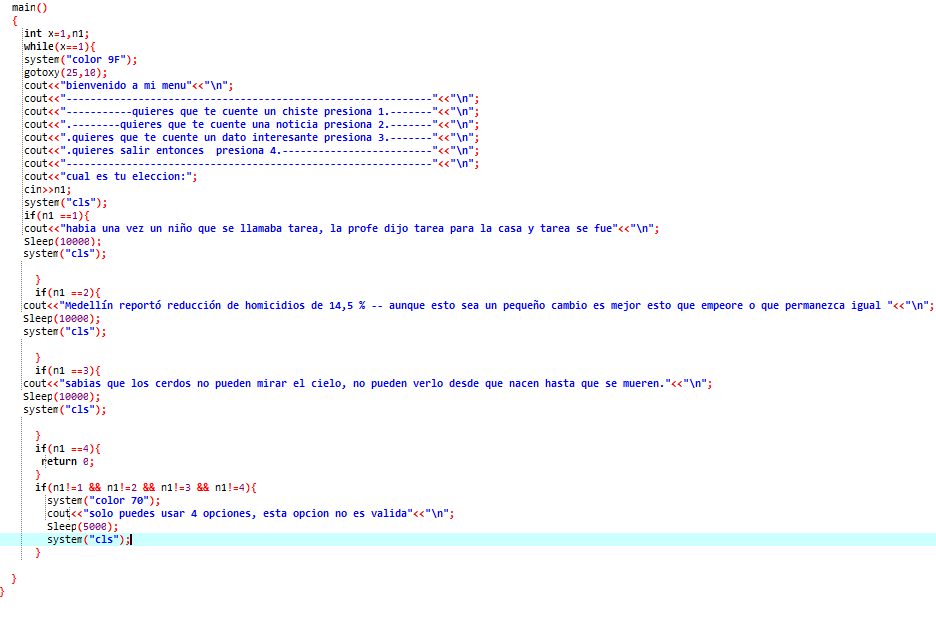 main()
{
int x=1,n1;
while(x==1){
system("color 9F");
gotoxy(25,10);
cout<<"bienvenido a mi menu"<<"\n";
cout<<"--------------------------------------------------------------"<<"\n";
cout<<"-----------quieres que te cuente un chiste presiona 1.-------"<<"\n";
cout<<".--------quieres que te cuente una noticia presiona 2.-------"<<"\n";
cout<<".quieres que te cuente un dato interesante presiona 3.-------"<<"\n";
cout<<".quieres salir entonces  presiona 4.-------------------------"<<"\n";
cout<<"--------------------------------------------------------------"<<"\n";
cout<<"cual es tu eleccion:";
cin>>n1;
system("cls");
if(n1 ==1){
cout<<"habia una vez un niño que se llamaba tarea, la profe dijo tarea para la casa y tarea se fue"<<"\n";
Sleep(10000);
system("cls");
}
if(n1 ==2){
cout<<"Medellín reportó reducción de homicidios de 14,5 % -- aunque esto sea un pequeño cambio es mejor esto que empeore o que permanezca igual "<<"\n";
Sleep(10000);
system("cls");
}
if(n1 ==3){
cout<<"sabias que los cerdos no pueden mirar el cielo, no pueden verlo desde que nacen hasta que se mueren."<<"\n";
Sleep(10000);
system("cls");
}
if(n1 ==4){
return 0;
}
if(n1!=1 && n1!=2 && n1!=3 && n1!=4){
system("color 70");
cout<<"solo puedes usar 4 opciones, esta opcion no es valida"<<"\n";
Sleep(5000);
system("cls");
}
}
}